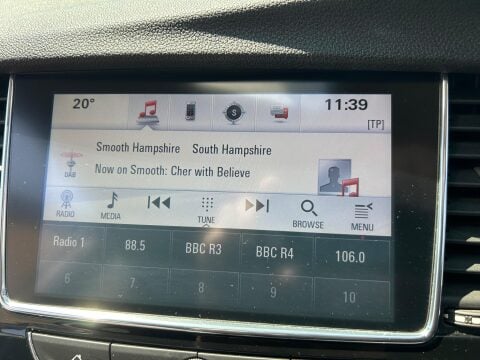 20° 11:39
[TP]
S
Smooth Hampshire South Hampshire
Now on Smooth: Cher with Believe
DAB
RADIO MEDIA TUNE BROWSE MENU
Radio 1 88.5 BBC R3 BBC R4 106.0
6 7 8 9 10